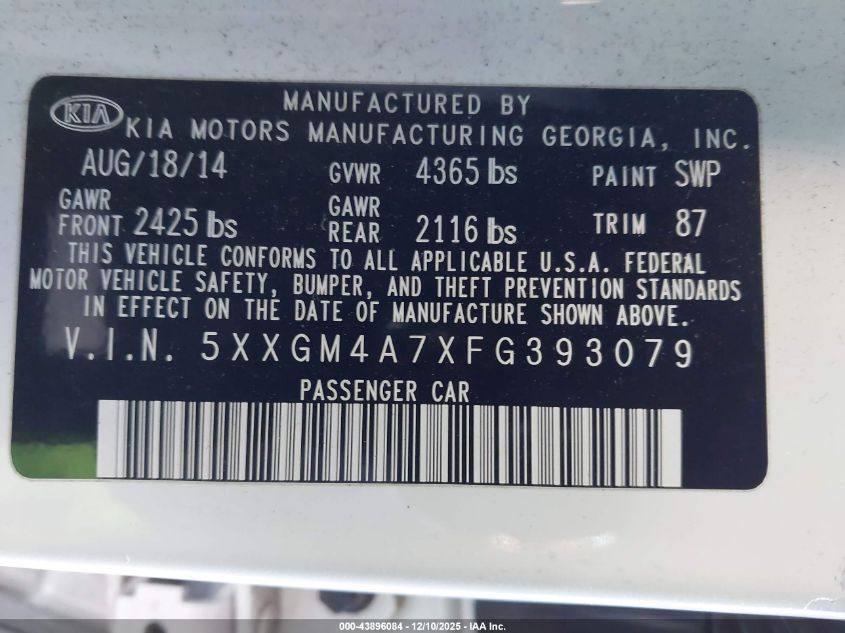 KIA
MANUFACTURED BY
KIA MOTORS MANUFACTURING GEORGIA, INC.
AUG/18/14 GVWR 4365 lbs PAINT SWP
GAWR FRONT 2425 lbs GAWR REAR 2116 lbs TRIM 87
THIS VEHICLE CONFORMS TO ALL APPLICABLE U.S.A. FEDERAL
MOTOR VEHICLE SAFETY, BUMPER, AND THEFT PREVENTION STANDARDS
IN EFFECT ON THE DATE OF MANUFACTURE SHOWN ABOVE.
V.I.N. 5XXGM4A7XFG393079
PASSENGER CAR
000-43896084 - 12/10/2025 - IAA Inc.